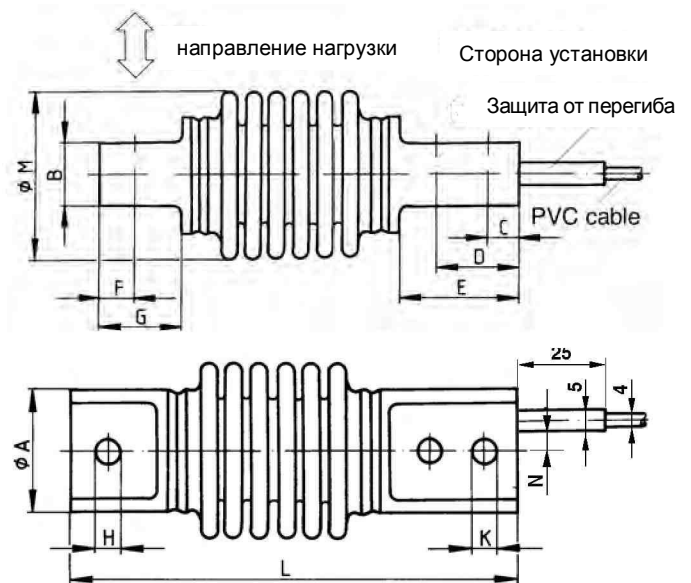 направление нагрузки
Сторона установки
Защита от перегиба
ϕ M
B
PVC cable
C
D
F
E
G
25
5
4
ϕ A
N
H
K
L